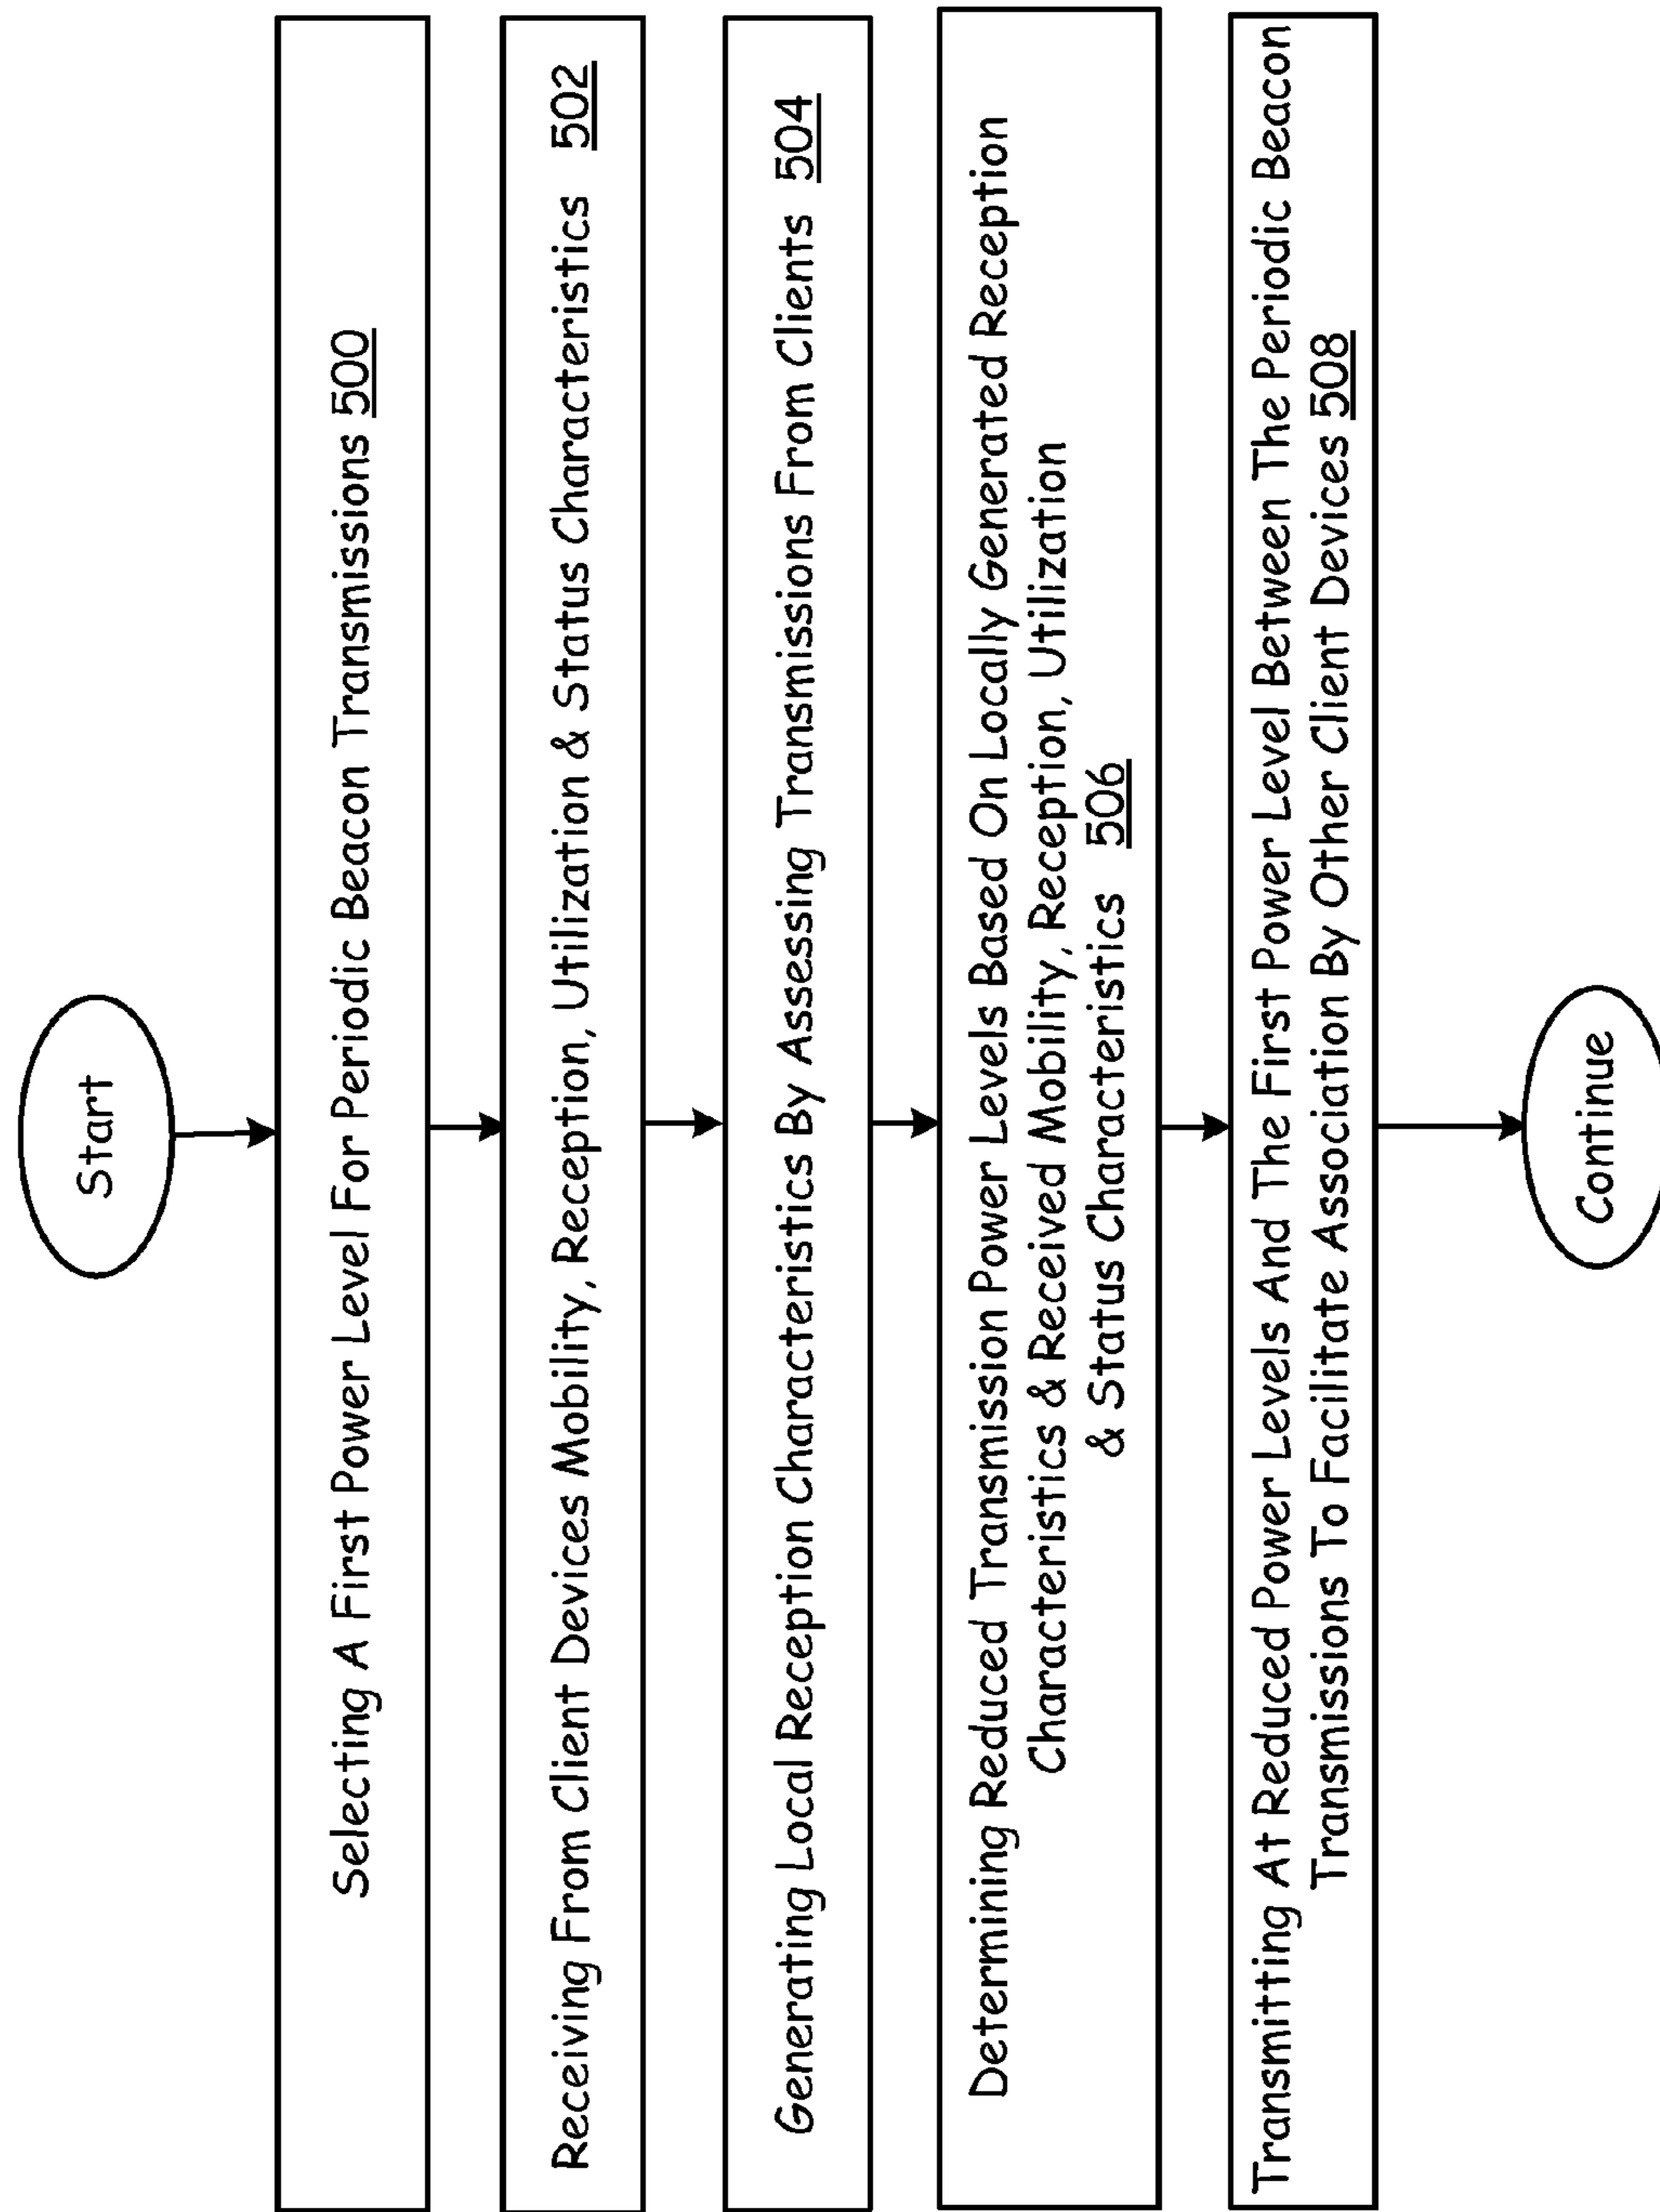 Start
Selecting A First Power Level For Periodic Beacon Transmissions 500
Receiving From Client Devices Mobility, Reception, Utilization & Status Characteristics 502
Generating Local Reception Characteristics By Assessing Transmissions From Clients 504
Determining Reduced Transmission Power Levels Based On Locally Generated Reception
Characteristics & Received Mobility, Reception, Utilization
& Status Characteristics 506
Transmitting At Reduced Power Levels And The First Power Level Between The Periodic Beacon
Transmissions To Facilitate Association By Other Client Devices 508
Continue